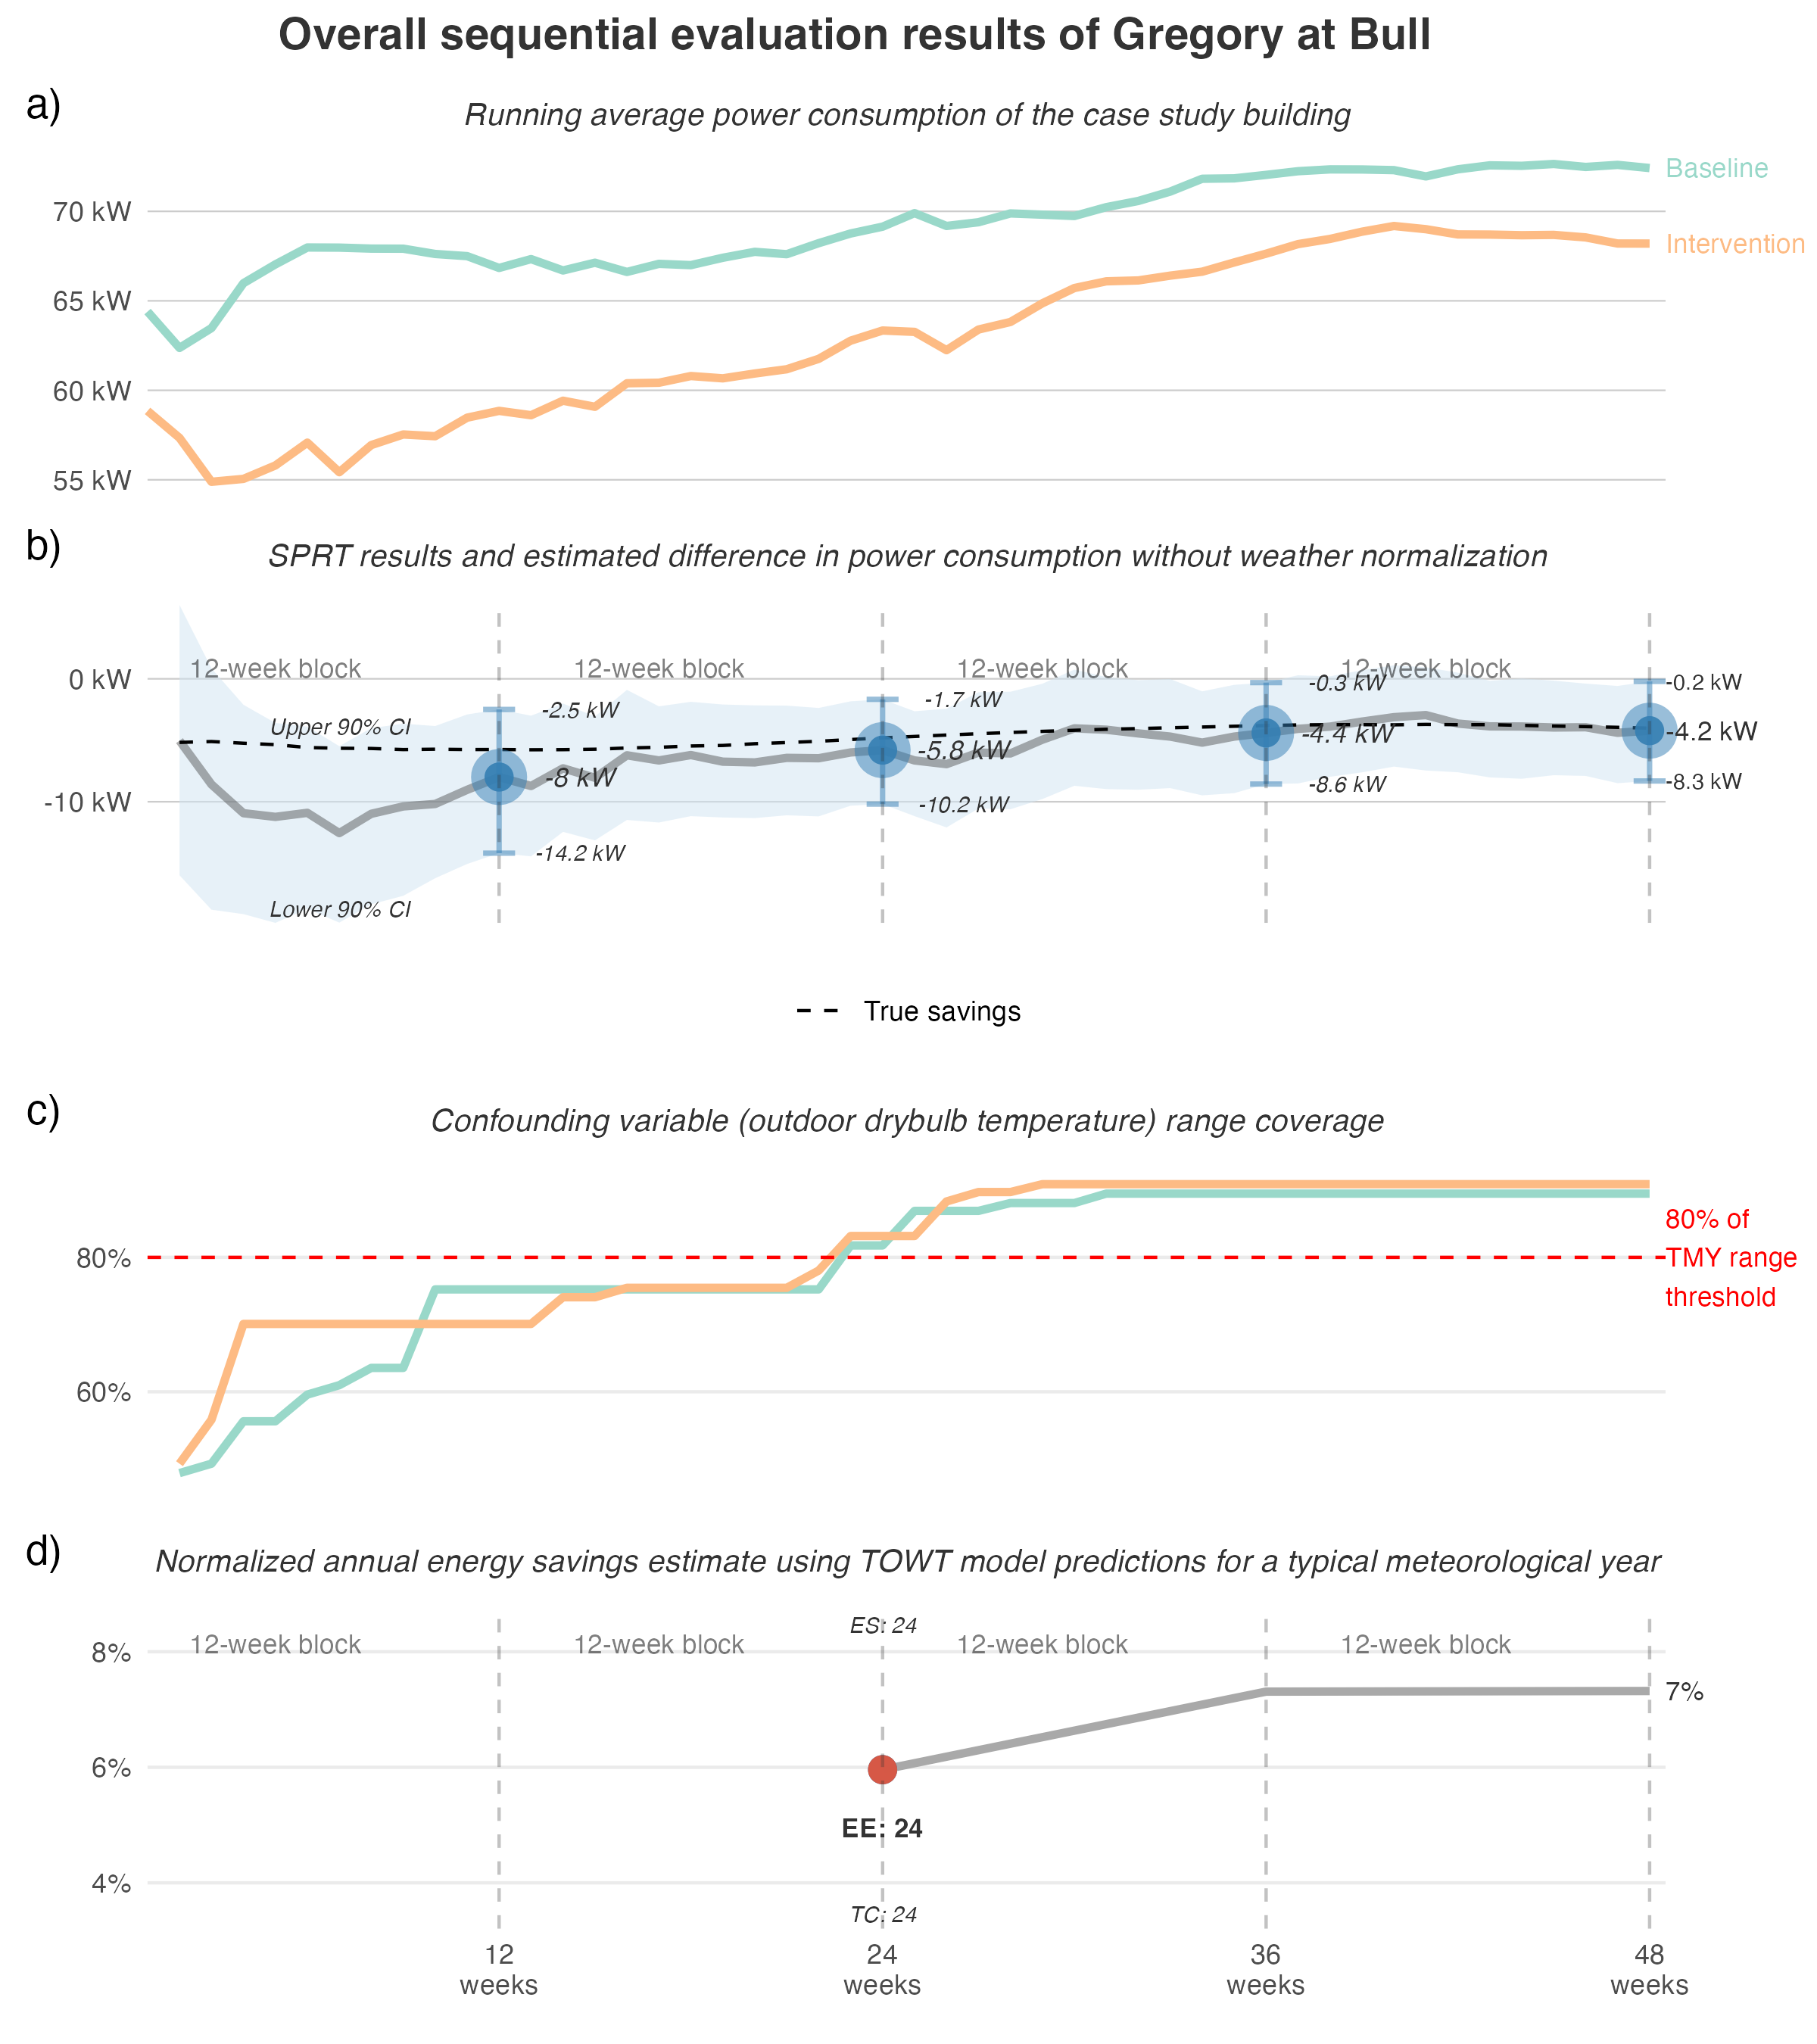 Overall sequential evaluation results of Gregory at Bull
a)
Running average power consumption of the case study building
70 kW
65 kW
60 kW
55 kW
Baseline
Intervention
b)
SPRT results and estimated difference in power consumption without weather normalization
0 kW
-10 kW
12-week block
12-week block
12-week block
12-week block
Upper 90% CI
Lower 90% CI
-2.5 kW
-8 kW
-14.2 kW
-1.7 kW
-5.8 kW
-10.2 kW
-0.3 kW
-4.4 kW
-8.6 kW
-0.2 kW
-4.2 kW
-8.3 kW
True savings
c)
Confounding variable (outdoor drybulb temperature) range coverage
80%
60%
80% of
TMY range
threshold
d)
Normalized annual energy savings estimate using TOWT model predictions for a typical meteorological year
8%
6%
4%
12-week block
12-week block
12-week block
12-week block
ES: 24
EE: 24
TC: 24
7%
12
weeks
24
weeks
36
weeks
48
weeks